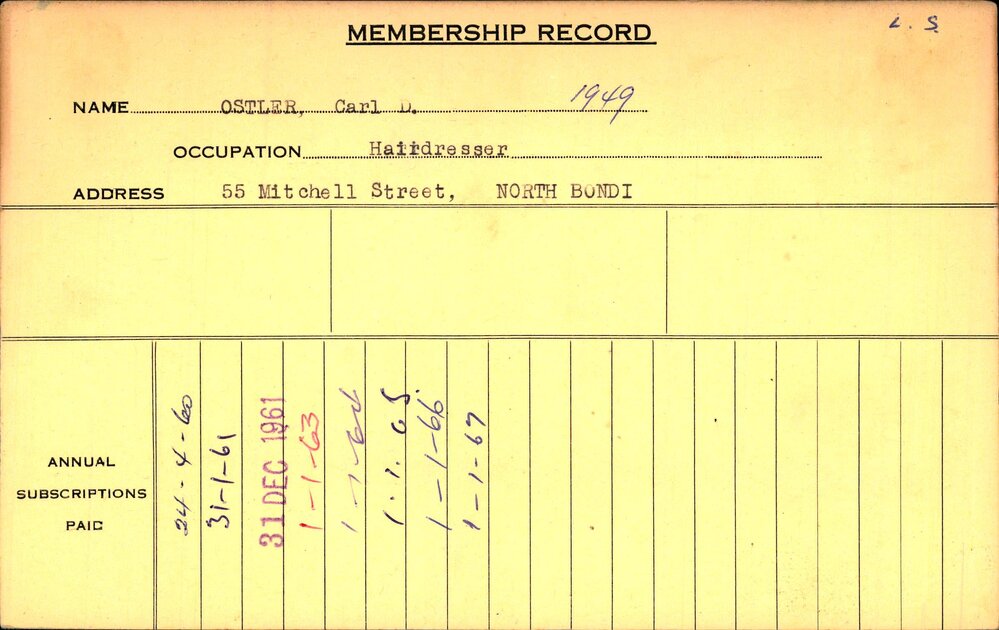 L. S.
MEMBERSHIP RECORD
NAME OSTLER, Carl D. 1949
OCCUPATION Hairdresser
ADDRESS 55 Mitchell Street, NORTH BONDI
ANNUAL
SUBSCRIPTIONS
PAID
24-4-60
31-1-61
31 DEC 1961
1-1-63
1-1-64
1.1.65
1-1-66
1-1-67